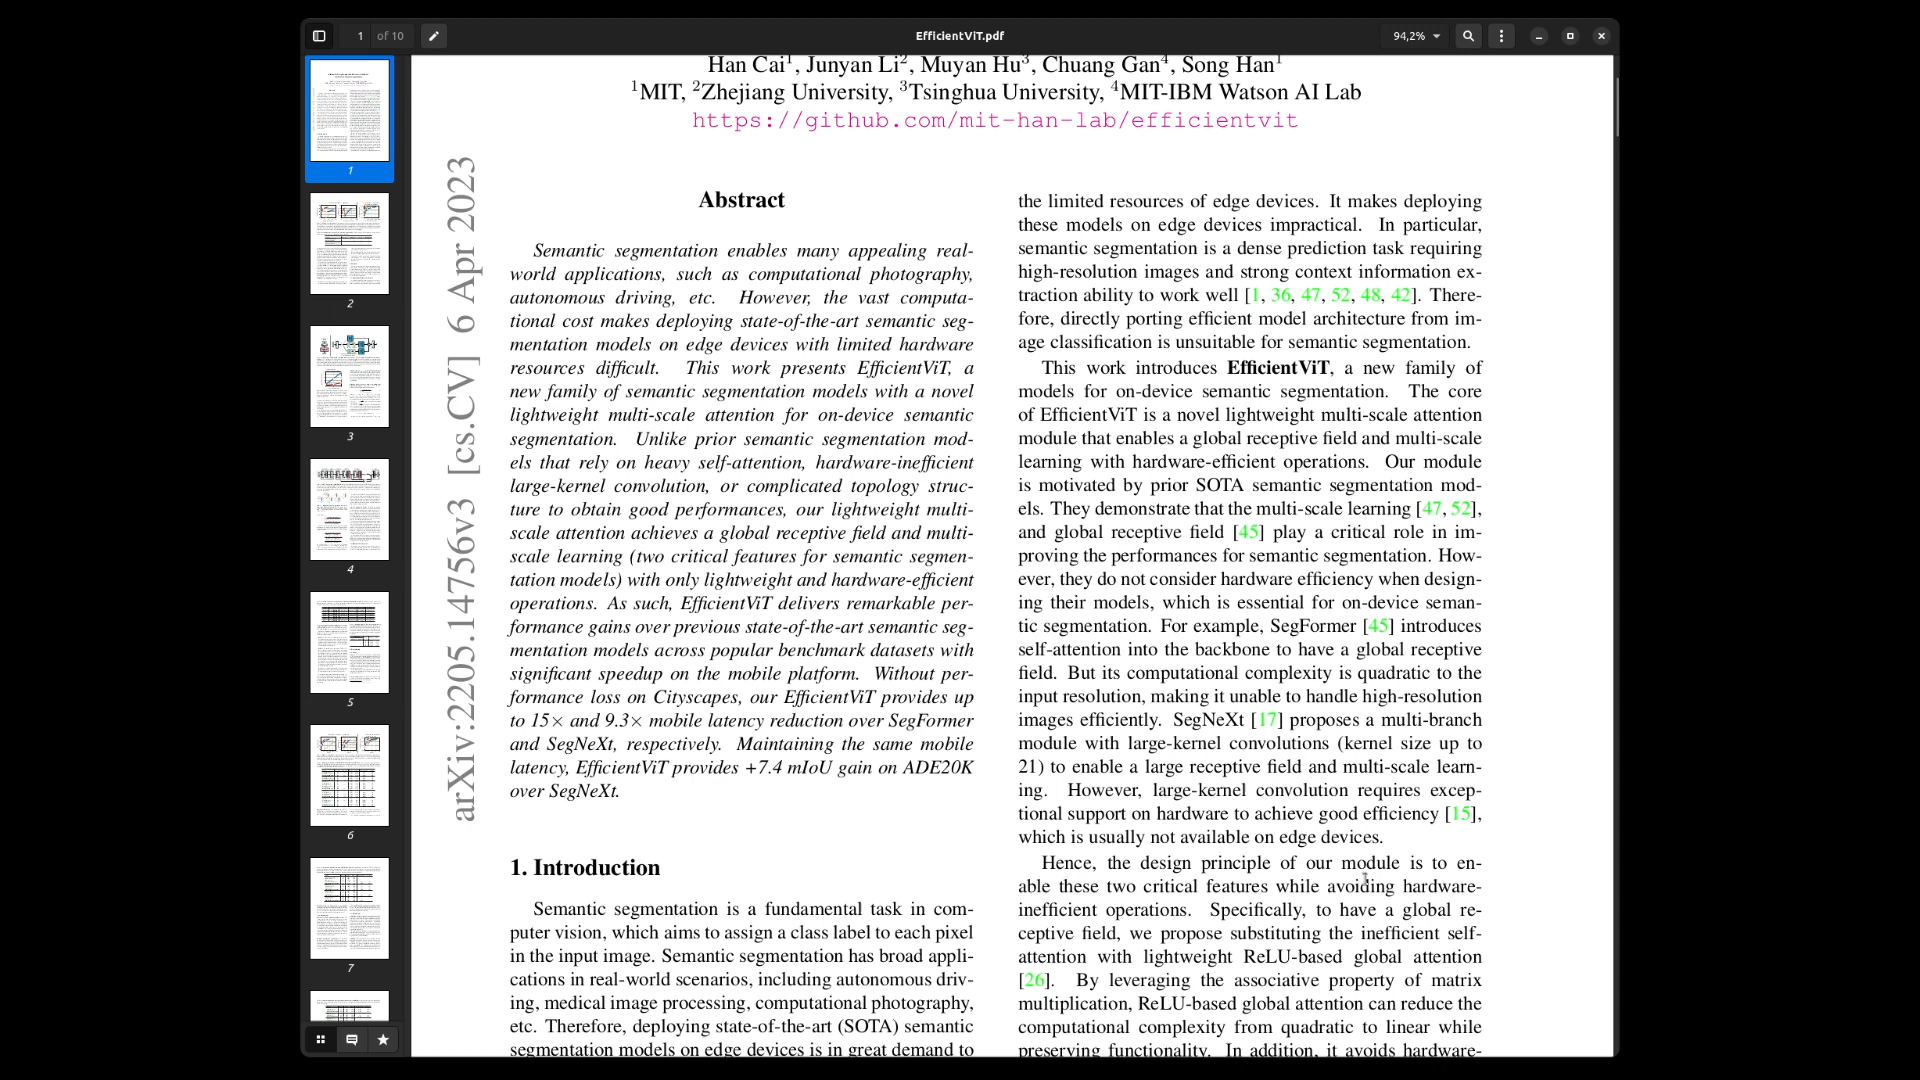 1 of 10
EfficientViT.pdf
94,2%
Han Cai1, Junyan Li2, Muyan Hu3, Chuang Gan4, Song Han1
1MIT, 2Zhejiang University, 3Tsinghua University, 4MIT-IBM Watson AI Lab
https://github.com/mit-han-lab/efficientvit
arXiv:2205.14756v3 [cs.CV] 6 Apr 2023
Abstract
Semantic segmentation enables many appealing real-
world applications, such as computational photography,
autonomous driving, etc. However, the vast computa-
tional cost makes deploying state-of-the-art semantic seg-
mentation models on edge devices with limited hardware
resources difficult. This work presents EfficientViT, a
new family of semantic segmentation models with a novel
lightweight multi-scale attention for on-device semantic
segmentation. Unlike prior semantic segmentation mod-
els that rely on heavy self-attention, hardware-inefficient
large-kernel convolution, or complicated topology struc-
ture to obtain good performances, our lightweight multi-
scale attention achieves a global receptive field and multi-
scale learning (two critical features for semantic segmen-
tation models) with only lightweight and hardware-efficient
operations. As such, EfficientViT delivers remarkable per-
formance gains over previous state-of-the-art semantic seg-
mentation models across popular benchmark datasets with
significant speedup on the mobile platform. Without per-
formance loss on Cityscapes, our EfficientViT provides up
to 15× and 9.3× mobile latency reduction over SegFormer
and SegNeXt, respectively. Maintaining the same mobile
latency, EfficientViT provides +7.4 mIoU gain on ADE20K
over SegNeXt.
1. Introduction
Semantic segmentation is a fundamental task in com-
puter vision, which aims to assign a class label to each pixel
in the input image. Semantic segmentation has broad appli-
cations in real-world scenarios, including autonomous driv-
ing, medical image processing, computational photography,
etc. Therefore, deploying state-of-the-art (SOTA) semantic
segmentation models on edge devices is in great demand to
the limited resources of edge devices. It makes deploying
these models on edge devices impractical. In particular,
semantic segmentation is a dense prediction task requiring
high-resolution images and strong context information ex-
traction ability to work well [1, 36, 47, 52, 48, 42]. There-
fore, directly porting efficient model architecture from im-
age classification is unsuitable for semantic segmentation.
This work introduces EfficientViT, a new family of
models for on-device semantic segmentation. The core
of EfficientViT is a novel lightweight multi-scale attention
module that enables a global receptive field and multi-scale
learning with hardware-efficient operations. Our module
is motivated by prior SOTA semantic segmentation mod-
els. They demonstrate that the multi-scale learning [47, 52],
and global receptive field [45] play a critical role in im-
proving the performances for semantic segmentation. How-
ever, they do not consider hardware efficiency when design-
ing their models, which is essential for on-device seman-
tic segmentation. For example, SegFormer [45] introduces
self-attention into the backbone to have a global receptive
field. But its computational complexity is quadratic to the
input resolution, making it unable to handle high-resolution
images efficiently. SegNeXt [17] proposes a multi-branch
module with large-kernel convolutions (kernel size up to
21) to enable a large receptive field and multi-scale learn-
ing. However, large-kernel convolution requires excep-
tional support on hardware to achieve good efficiency [15],
which is usually not available on edge devices.
Hence, the design principle of our module is to en-
able these two critical features while avoiding hardware-
inefficient operations. Specifically, to have a global re-
ceptive field, we propose substituting the inefficient self-
attention with lightweight ReLU-based global attention
[26]. By leveraging the associative property of matrix
multiplication, ReLU-based global attention can reduce the
computational complexity from quadratic to linear while
preserving functionality. In addition, it avoids hardware-
1
2
3
4
5
6
7